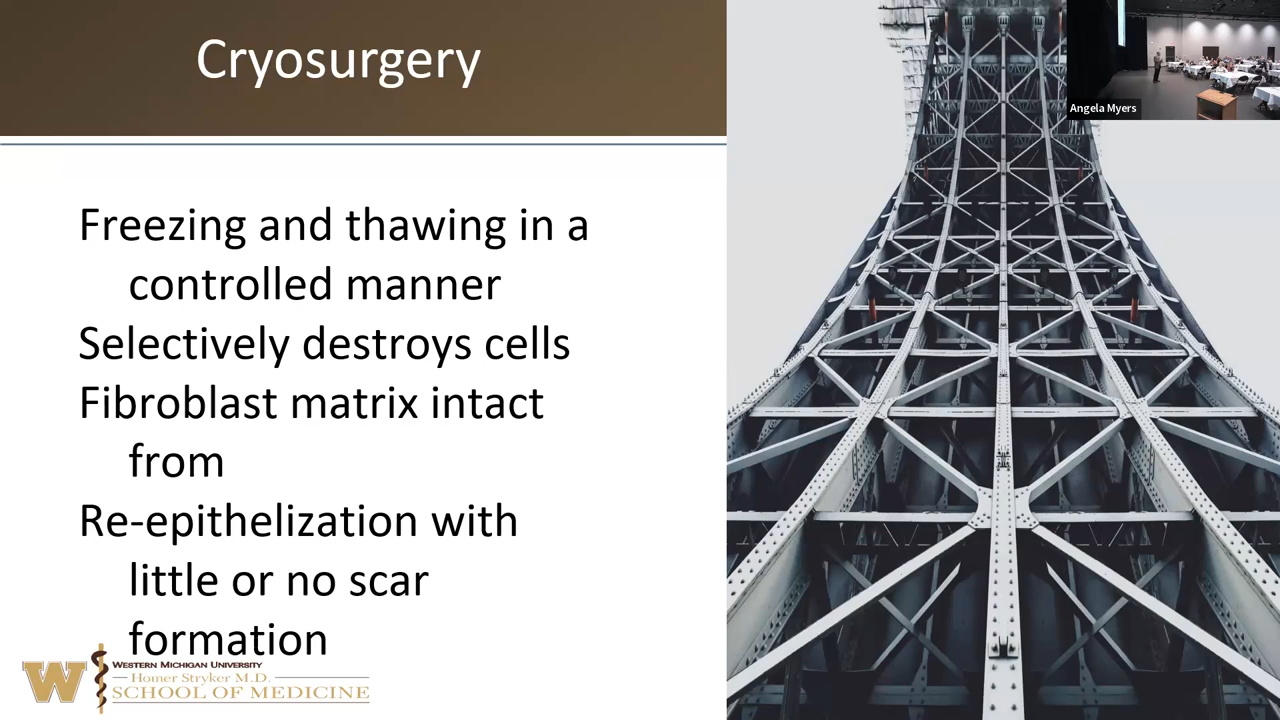 Cryosurgery
Angela Myers
Freezing and thawing in a
controlled manner
Selectively destroys cells
Fibroblast matrix intact
from
Re-epithelization with
little or no scar
formation
W
WESTERN MICHIGAN UNIVERSITY
Homer Stryker M.D.
SCHOOL OF MEDICINE